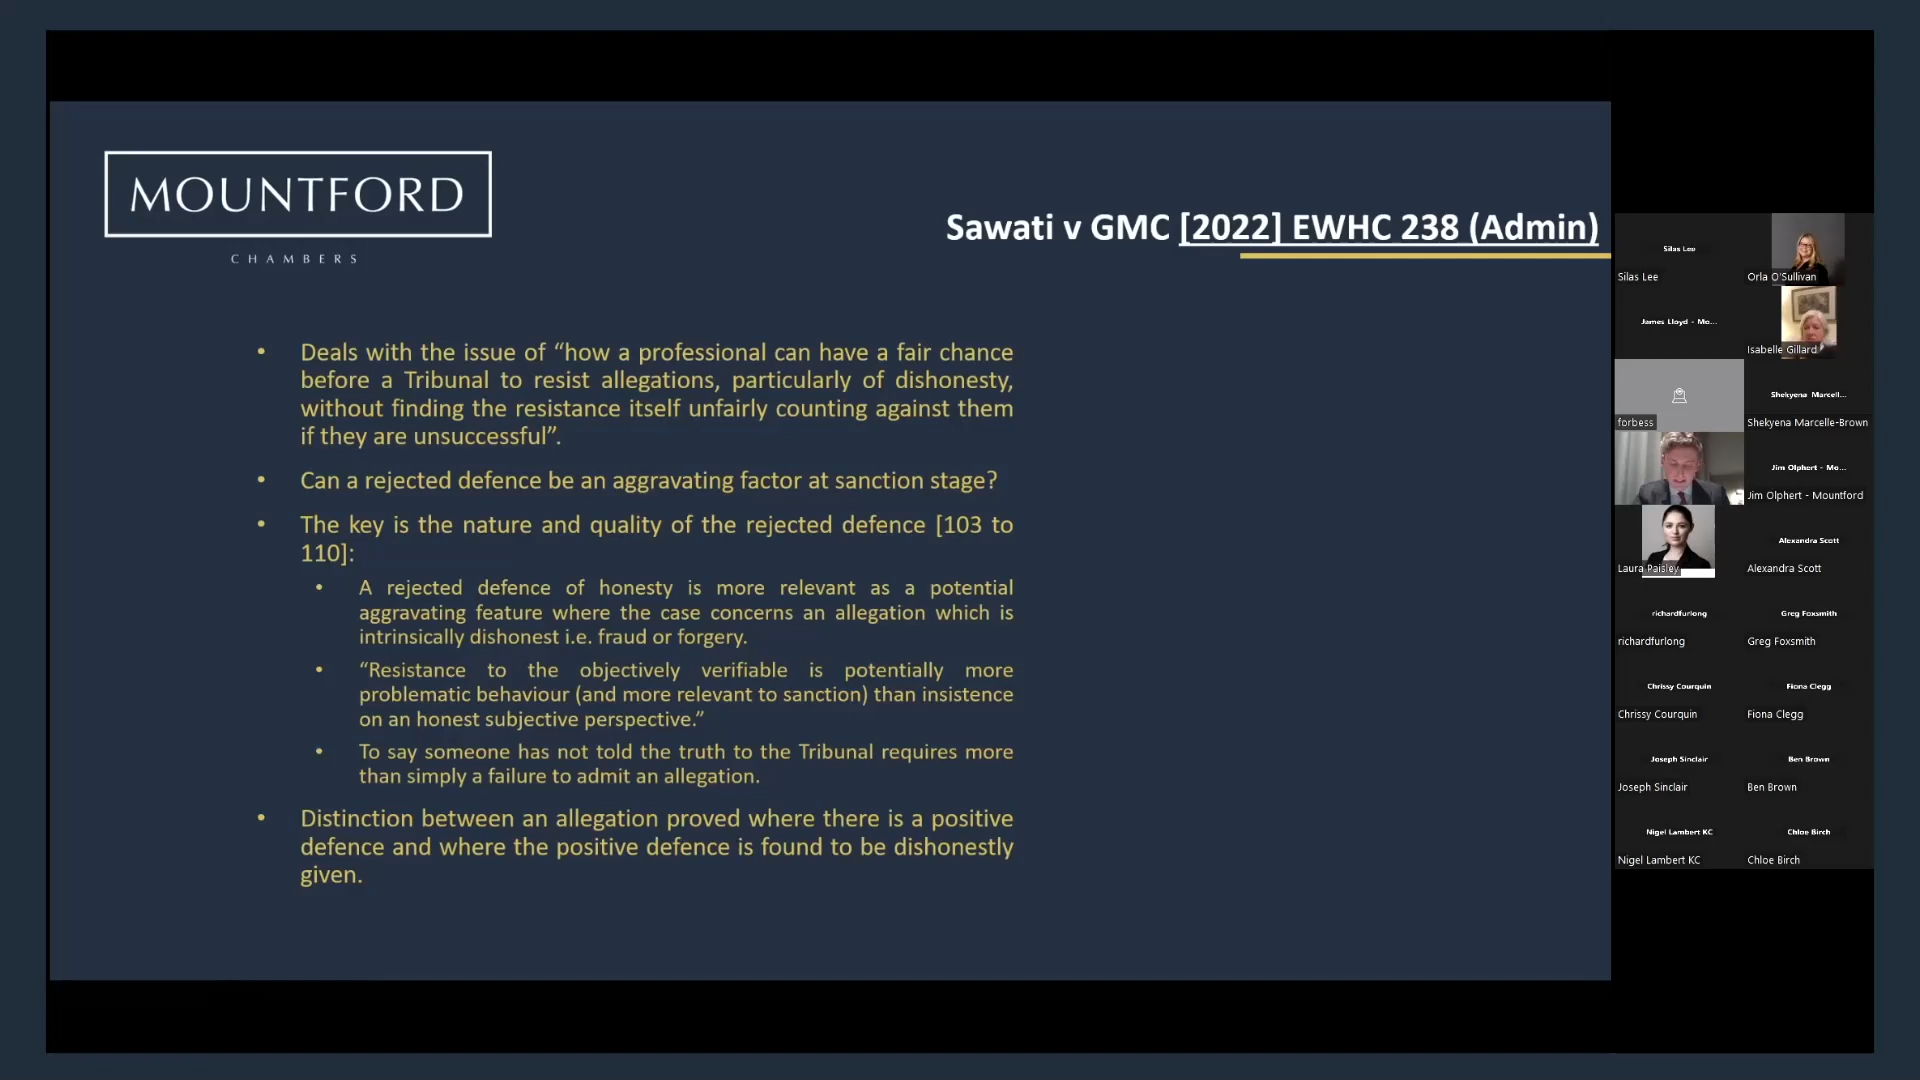 MOUNTFORD
CHAMBERS
Sawati v GMC [2022] EWHC 238 (Admin)
• Deals with the issue of “how a professional can have a fair chance
before a Tribunal to resist allegations, particularly of dishonesty,
without finding the resistance itself unfairly counting against them
if they are unsuccessful”.
• Can a rejected defence be an aggravating factor at sanction stage?
• The key is the nature and quality of the rejected defence [103 to
110]:
• A rejected defence of honesty is more relevant as a potential
aggravating feature where the case concerns an allegation which is
intrinsically dishonest i.e. fraud or forgery.
• “Resistance to the objectively verifiable is potentially more
problematic behaviour (and more relevant to sanction) than insistence
on an honest subjective perspective.”
• To say someone has not told the truth to the Tribunal requires more
than simply a failure to admit an allegation.
• Distinction between an allegation proved where there is a positive
defence and where the positive defence is found to be dishonestly
given.
Silas Lee
Silas Lee
Orla O'Sullivan
James Lloyd - Mo...
Isabelle Gillard
forbess
Shekyena Marcell...
Shekyena Marcelle-Brown
Jim Olphert - Mo...
Jim Olphert - Mountford
Laura Paisley
Alexandra Scott
Alexandra Scott
richardfurlong
richardfurlong
Greg Foxsmith
Greg Foxsmith
Chrissy Courquin
Chrissy Courquin
Fiona Clegg
Fiona Clegg
Joseph Sinclair
Joseph Sinclair
Ben Brown
Ben Brown
Nigel Lambert KC
Nigel Lambert KC
Chloe Birch
Chloe Birch